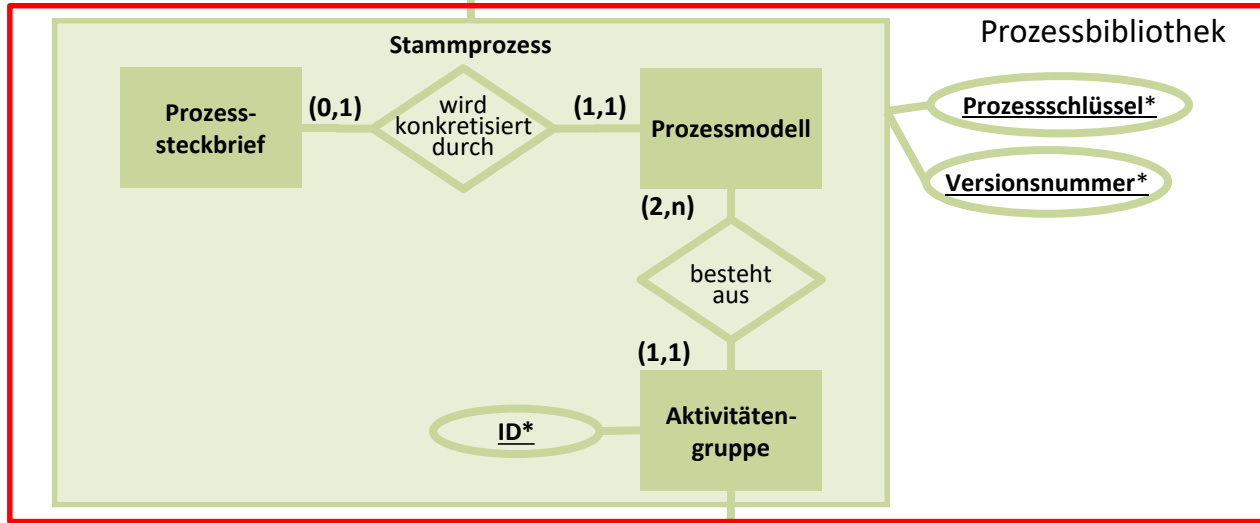 Prozessbibliothek
Stammprozess
Prozess-
steckbrief
(0,1)
wird
konkretisiert
durch
(1,1)
Prozessmodell
Prozessschlüssel*
Versionsnummer*
(2,n)
besteht
aus
(1,1)
ID*
Aktivitäten-
gruppe